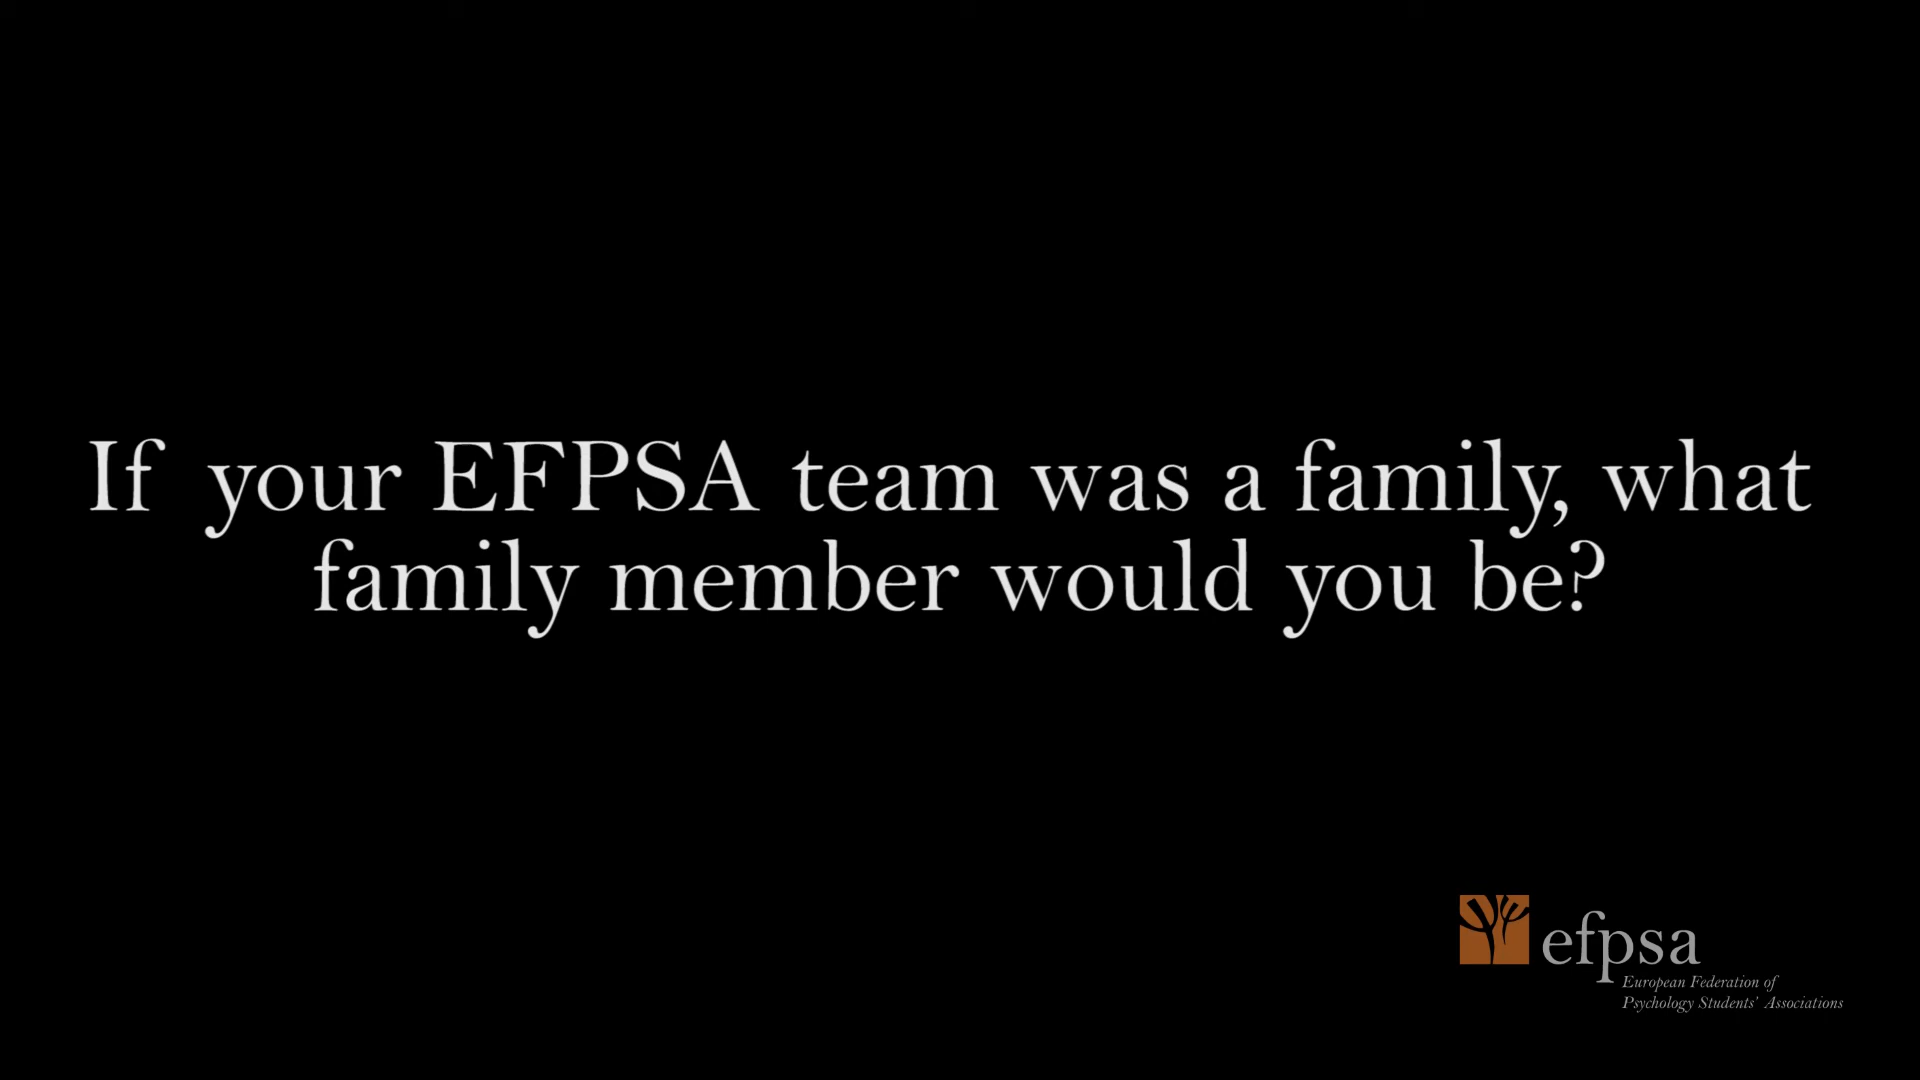 If your EFPSA team was a family, what
family member would you be?
efpsa
European Federation of
Psychology Students' Associations